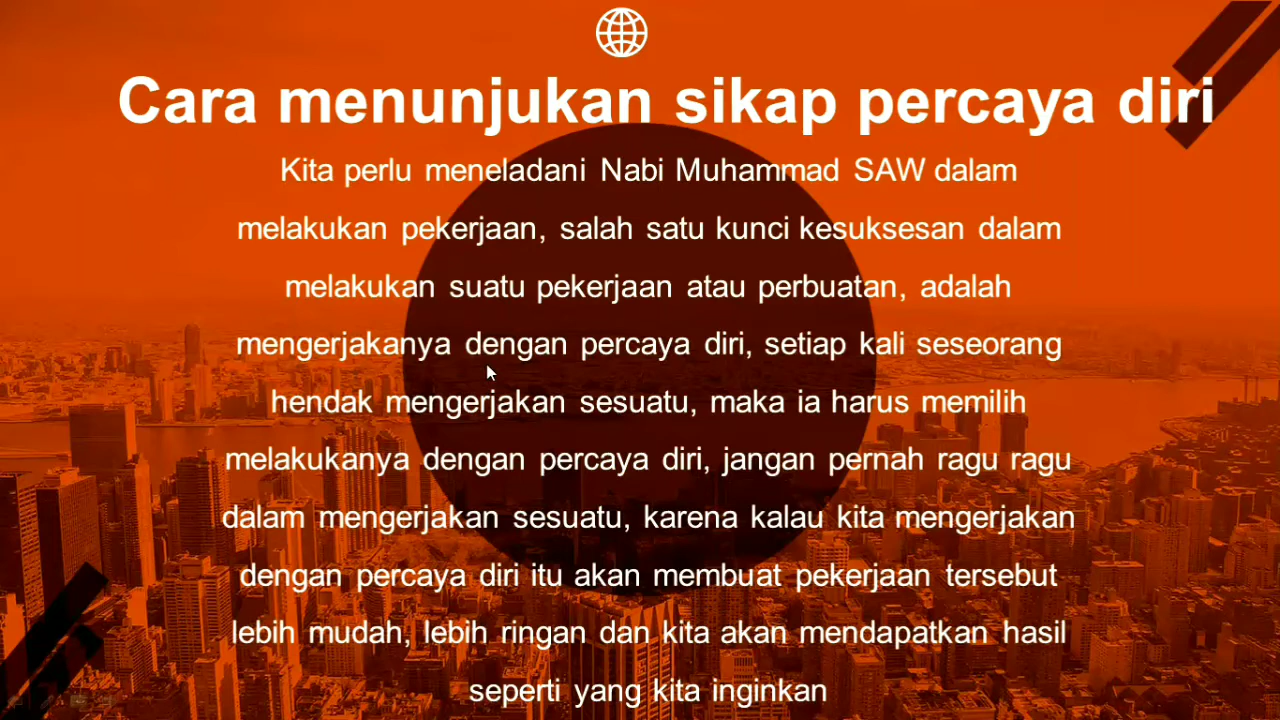 Cara menunjukan sikap percaya diri
Kita perlu meneladani Nabi Muhammad SAW dalam
melakukan pekerjaan, salah satu kunci kesuksesan dalam
melakukan suatu pekerjaan atau perbuatan, adalah
mengerjakanya dengan percaya diri, setiap kali seseorang
hendak mengerjakan sesuatu, maka ia harus memilih
melakukanya dengan percaya diri, jangan pernah ragu ragu
dalam mengerjakan sesuatu, karena kalau kita mengerjakan
dengan percaya diri itu akan membuat pekerjaan tersebut
lebih mudah, lebih ringan dan kita akan mendapatkan hasil
seperti yang kita inginkan